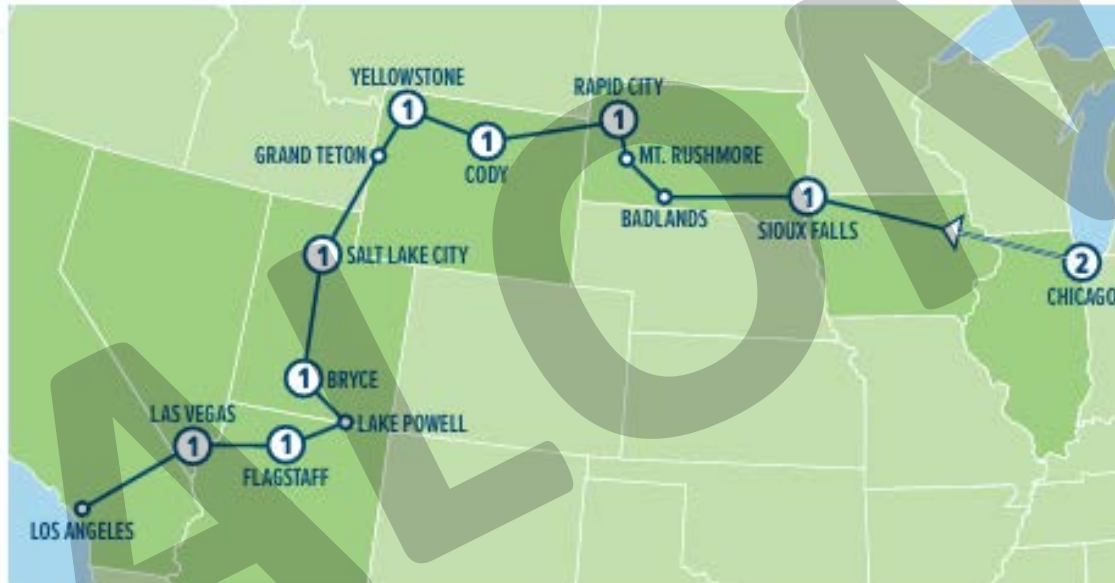 YELLOWSTONE
1
RAPID CITY
1
GRAND TETON
1
CODY
MT. RUSHMORE
BADLANDS
1
SIOUX FALLS
2
CHICAGO
1
SALT LAKE CITY
1
BRYCE
LAS VEGAS
1
1
FLAGSTAFF
LAKE POWELL
LOS ANGELES
ALON